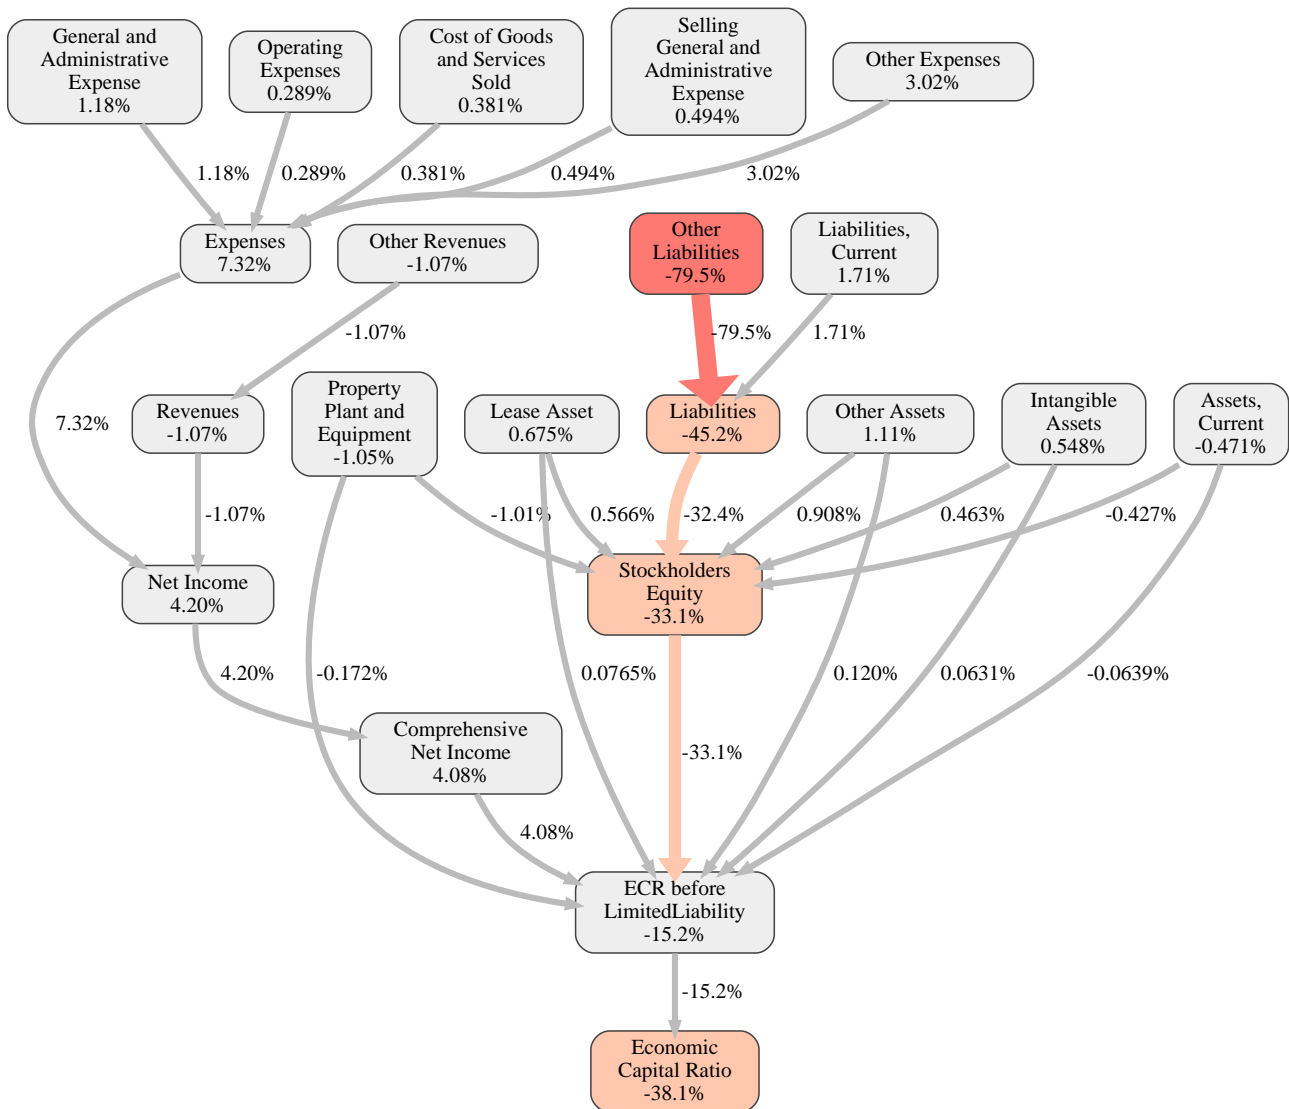 General and
Administrative
Expense
1.18%
Operating
Expenses
0.289%
Cost of Goods
and Services
Sold
0.381%
Selling
General and
Administrative
Expense
0.494%
Other Expenses
3.02%
1.18%
0.289%
0.381%
0.494%
3.02%
Expenses
7.32%
Other Revenues
-1.07%
Other
Liabilities
-79.5%
Liabilities,
Current
1.71%
-1.07%
-79.5%
1.71%
7.32%
Revenues
-1.07%
Property
Plant and
Equipment
-1.05%
Lease Asset
0.675%
Liabilities
-45.2%
Other Assets
1.11%
Intangible
Assets
0.548%
Assets,
Current
-0.471%
-1.07%
-1.01%
0.566%
-32.4%
0.908%
0.463%
-0.427%
Net Income
4.20%
Stockholders
Equity
-33.1%
4.20%
-0.172%
0.0765%
0.120%
0.0631%
-0.0639%
Comprehensive
Net Income
4.08%
-33.1%
4.08%
ECR before
LimitedLiability
-15.2%
-15.2%
Economic
Capital Ratio
-38.1%